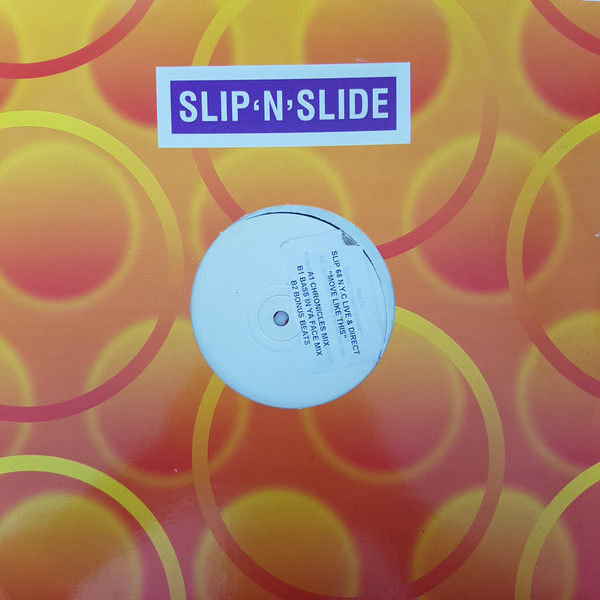 SLIP‘N’SLIDE
SLIP 68 N.Y.C LIVE & DIRECT
"MOVE LIKE THIS"
A1 CHRONICLES MIX
B1 BASS IN YA FACE MIX
B2 BONUS BEATS